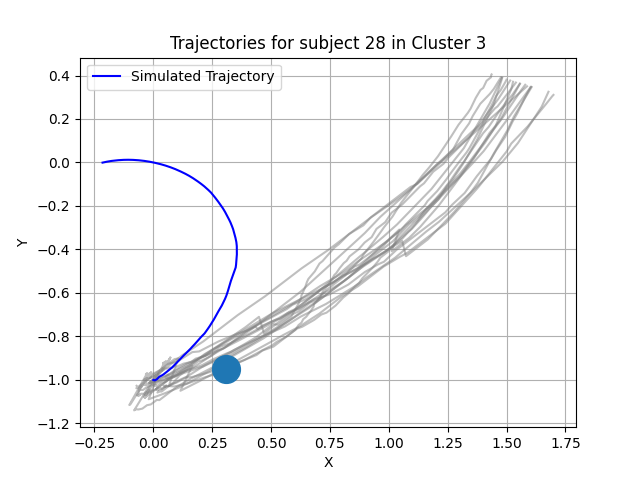 Trajectories for subject 28 in Cluster 3
Simulated Trajectory
Y
0.4
0.2
0.0
−0.2
−0.4
−0.6
−0.8
−1.0
−1.2
−0.25 0.00 0.25 0.50 0.75 1.00 1.25 1.50 1.75
X